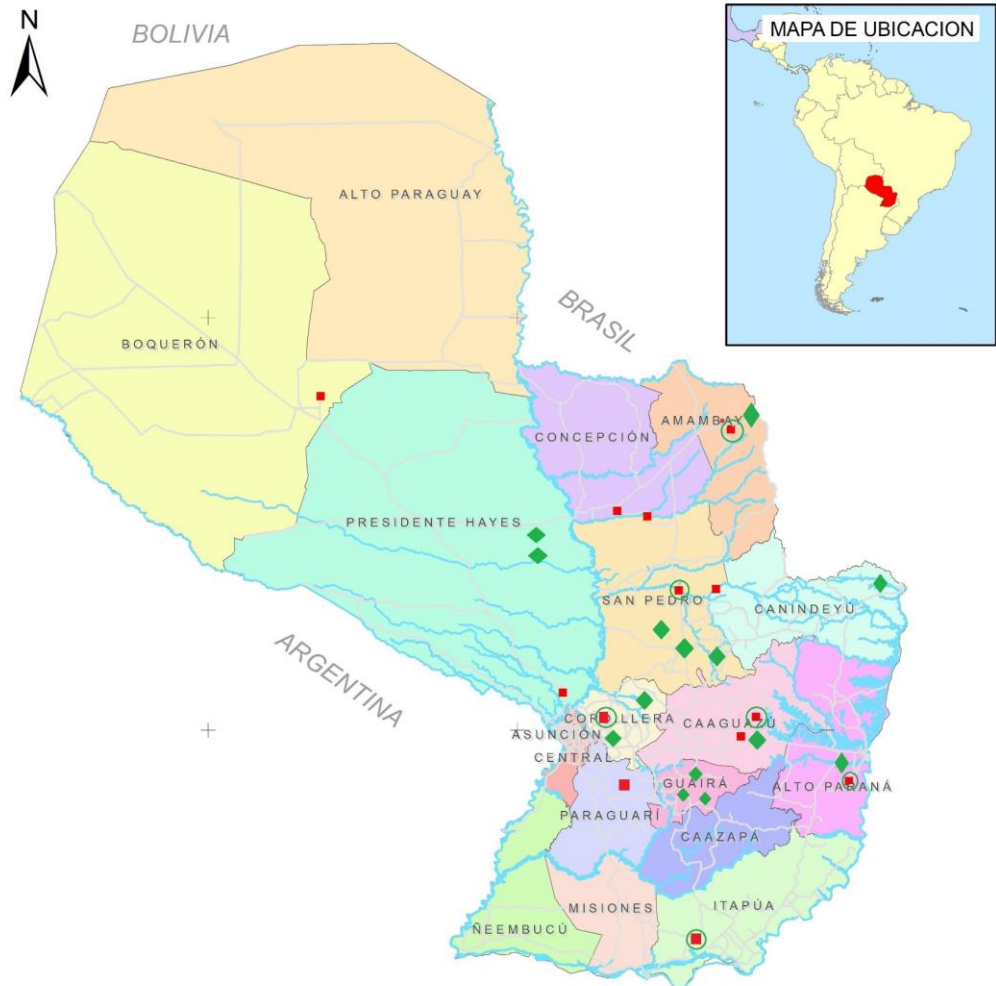 N
BOLIVIA
MAPA DE UBICACION
ALTO PARAGUAY
BRASIL
BOQUERÓN
AMAMBAY
CONCEPCIÓN
PRESIDENTE HAYES
SAN PEDRO
CANINDEYÚ
ARGENTINA
CORDILLERA
CAAGUAZÚ
ASUNCIÓN
CENTRAL
GUAIRÁ
ALTO PARANÁ
PARAGUARÍ
CAAZAPÁ
MISIONES
ITAPÚA
ÑEEMBUCÚ